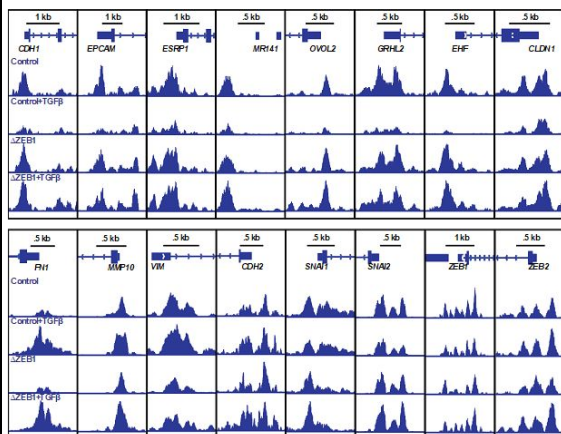 1 kb 1 kb 1 kb .5 kb .5 kb .5 kb .5 kb .5 kb
CDH1 EPCAM ESRP1 MR141 OVOL2 GRHL2 EHF CLDN1
Control
Control+TGFβ
ΔZEB1
ΔZEB1+TGFβ
.5 kb .5 kb .5 kb .5 kb .5 kb .5 kb 1 kb .5 kb
FN1 MMP10 VIM CDH2 SNAI1 SNAI2 ZEB1 ZEB2
Control
Control+TGFβ
ΔZEB1
ΔZEB1+TGFβ